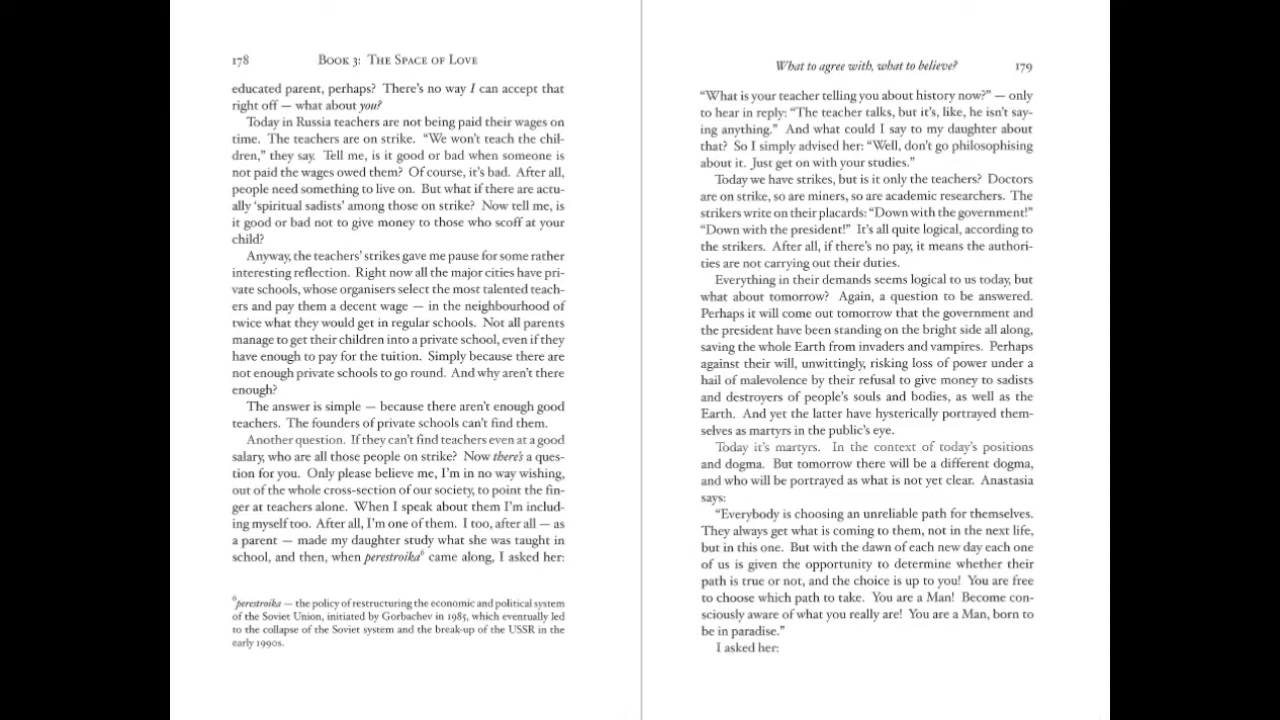 178
Book 3: The Space of Love
educated parent, perhaps? There's no way I can accept that
right off — what about you?
Today in Russia teachers are not being paid their wages on
time. The teachers are on strike. “We won't teach the chil-
dren,” they say. Tell me, is it good or bad when someone is
not paid the wages owed them? Of course, it's bad. After all,
people need something to live on. But what if there are actu-
ally ‘spiritual sadists’ among those on strike? Now tell me, is
it good or bad not to give money to those who scoff at your
child?
Anyway, the teachers' strikes gave me pause for some rather
interesting reflection. Right now all the major cities have pri-
vate schools, whose organisers select the most talented teach-
ers and pay them a decent wage — in the neighbourhood of
twice what they would get in regular schools. Not all parents
manage to get their children into a private school, even if they
have enough to pay for the tuition. Simply because there are
not enough private schools to go round. And why aren't there
enough?
The answer is simple — because there aren't enough good
teachers. The founders of private schools can't find them.
Another question. If they can't find teachers even at a good
salary, who are all those people on strike? Now there's a ques-
tion for you. Only please believe me, I'm in no way wishing,
out of the whole cross-section of our society, to point the fin-
ger at teachers alone. When I speak about them I'm includ-
ing myself too. After all, I'm one of them. I too, after all — as
a parent — made my daughter study what she was taught in
school, and then, when perestroika⁶ came along, I asked her:
⁶perestroika — the policy of restructuring the economic and political system
of the Soviet Union, initiated by Gorbachev in 1985, which eventually led
to the collapse of the Soviet system and the break-up of the USSR in the
early 1990s.
What to agree with, what to believe?
179
“What is your teacher telling you about history now?” — only
to hear in reply: “The teacher talks, but it's, like, he isn't say-
ing anything.” And what could I say to my daughter about
that? So I simply advised her: “Well, don't go philosophising
about it. Just get on with your studies.”
Today we have strikes, but is it only the teachers? Doctors
are on strike, so are miners, so are academic researchers. The
strikers write on their placards: “Down with the government!”
“Down with the president!” It's all quite logical, according to
the strikers. After all, if there's no pay, it means the authori-
ties are not carrying out their duties.
Everything in their demands seems logical to us today, but
what about tomorrow? Again, a question to be answered.
Perhaps it will come out tomorrow that the government and
the president have been standing on the bright side all along,
saving the whole Earth from invaders and vampires. Perhaps
against their will, unwittingly, risking loss of power under a
hail of malevolence by their refusal to give money to sadists
and destroyers of people's souls and bodies, as well as the
Earth. And yet the latter have hysterically portrayed them-
selves as martyrs in the public's eye.
Today it's martyrs. In the context of today's positions
and dogma. But tomorrow there will be a different dogma,
and who will be portrayed as what is not yet clear. Anastasia
says:
“Everybody is choosing an unreliable path for themselves.
They always get what is coming to them, not in the next life,
but in this one. But with the dawn of each new day each one
of us is given the opportunity to determine whether their
path is true or not, and the choice is up to you! You are free
to choose which path to take. You are a Man! Become con-
sciously aware of what you really are! You are a Man, born to
be in paradise.”
I asked her: